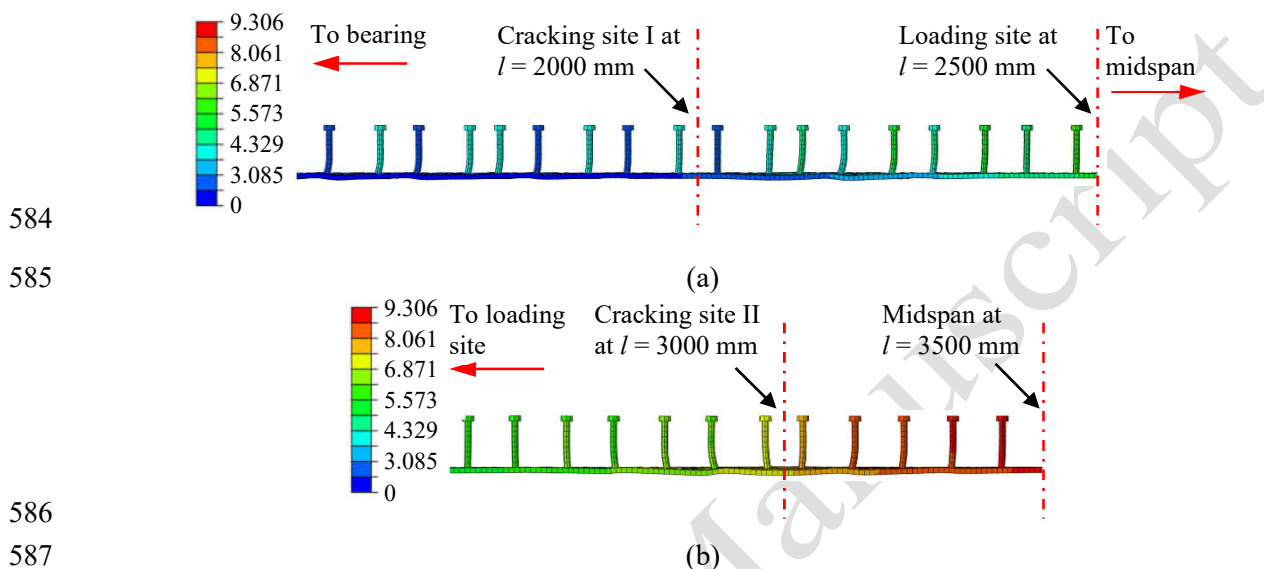 9.306
8.061
6.871
5.573
4.329
3.085
0
To bearing
Cracking site I at
l = 2000 mm
Loading site at
l = 2500 mm
To
midspan
584
585
(a)
9.306
8.061
6.871
5.573
4.329
3.085
0
To loading
site
Cracking site II
at l = 3000 mm
Midspan at
l = 3500 mm
586
587
(b)
Manuscript